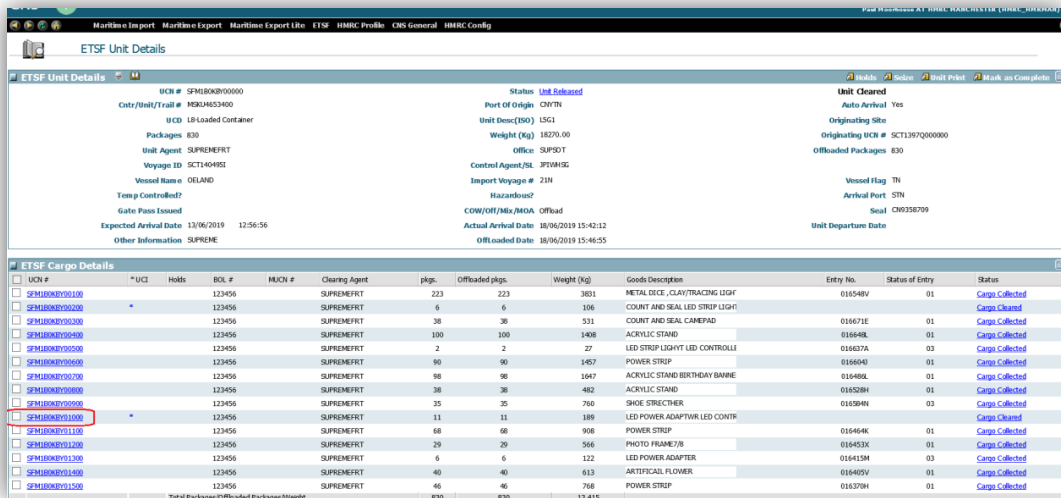 Paul Moorhouse AT HMRC MANCHESTER (HMRC_HMRMAN)
Maritime Import Maritime Export Maritime Export Lite ETSF HMRC Profile CNS General HMRC Config
ETSF Unit Details
ETSF Unit Details Holds Seize Unit Print Mark as Complete
UCN # SFM1B0KBY00000 Status Unit Released Unit Cleared
Cntr/Unit/Trail # MSKU4653400 Port Of Origin CNYTN Auto Arrival Yes
UCD L8-Loaded Container Unit Desc(ISO) L5G1 Originating Site
Packages 830 Weight (Kg) 18270.00 Originating UCN # SCT1397Q000000
Unit Agent SUPREMEFRT Office SUPSDT Offloaded Packages 830
Voyage ID SCT140495I Control Agent/SL JPIWHSG
Vessel Name OELAND Import Voyage # 21N Vessel Flag TN
Temp Controlled? Hazardous? Arrival Port STN
Gate Pass Issued COW/Off/Mix/MOA Offload Seal CN9358709
Expected Arrival Date 13/06/2019 12:56:56 Actual Arrival Date 18/06/2019 15:42:12 Unit Departure Date
Other Information SUPREME OffLoaded Date 18/06/2019 15:46:55
ETSF Cargo Details
UCN # *UCI Holds BOL # MUCN # Clearing Agent pkgs. Offloaded pkgs. Weight (Kg) Goods Description Entry No. Status of Entry Status
SFM1B0KBY00100 123456 SUPREMEFRT 223 223 3831 METAL DICE ,CLAY/TRACING LIGHT 016548V 01 Cargo Collected
SFM1B0KBY00200 * 123456 SUPREMEFRT 6 6 106 COUNT AND SEAL LED STRIP LIGHT Cargo Cleared
SFM1B0KBY00300 123456 SUPREMEFRT 38 38 531 COUNT AND SEAL CAMEPAD 016671E 01 Cargo Collected
SFM1B0KBY00400 123456 SUPREMEFRT 100 100 1408 ACRYLIC STAND 016648L 01 Cargo Collected
SFM1B0KBY00500 123456 SUPREMEFRT 2 2 27 LED STRIP LIGHYT LED CONTROLLE 016637A 03 Cargo Collected
SFM1B0KBY00600 123456 SUPREMEFRT 90 90 1457 POWER STRIP 016604J 01 Cargo Collected
SFM1B0KBY00700 123456 SUPREMEFRT 98 98 1647 ACRYLIC STAND BIRTHDAY BANNE 016486L 01 Cargo Collected
SFM1B0KBY00800 123456 SUPREMEFRT 38 38 482 ACRYLIC STAND 016528H 01 Cargo Collected
SFM1B0KBY00900 123456 SUPREMEFRT 35 35 760 SHOE STRECTHER 016584N 03 Cargo Collected
SFM1B0KBY01000 * 123456 SUPREMEFRT 11 11 189 LED POWER ADAPTWR LED CONTR Cargo Cleared
SFM1B0KBY01100 123456 SUPREMEFRT 68 68 908 POWER STRIP 016464K 01 Cargo Collected
SFM1B0KBY01200 123456 SUPREMEFRT 29 29 566 PHOTO FRAME7/8 016453X 01 Cargo Collected
SFM1B0KBY01300 123456 SUPREMEFRT 6 6 122 LED POWER ADAPTER 016415M 03 Cargo Collected
SFM1B0KBY01400 123456 SUPREMEFRT 40 40 613 ARTIFICAIL FLOWER 016405V 01 Cargo Collected
SFM1B0KBY01500 123456 SUPREMEFRT 46 46 768 POWER STRIP 016370H 01 Cargo Collected
Total Packages/Offloaded Packages/Weight 830 830 13,415